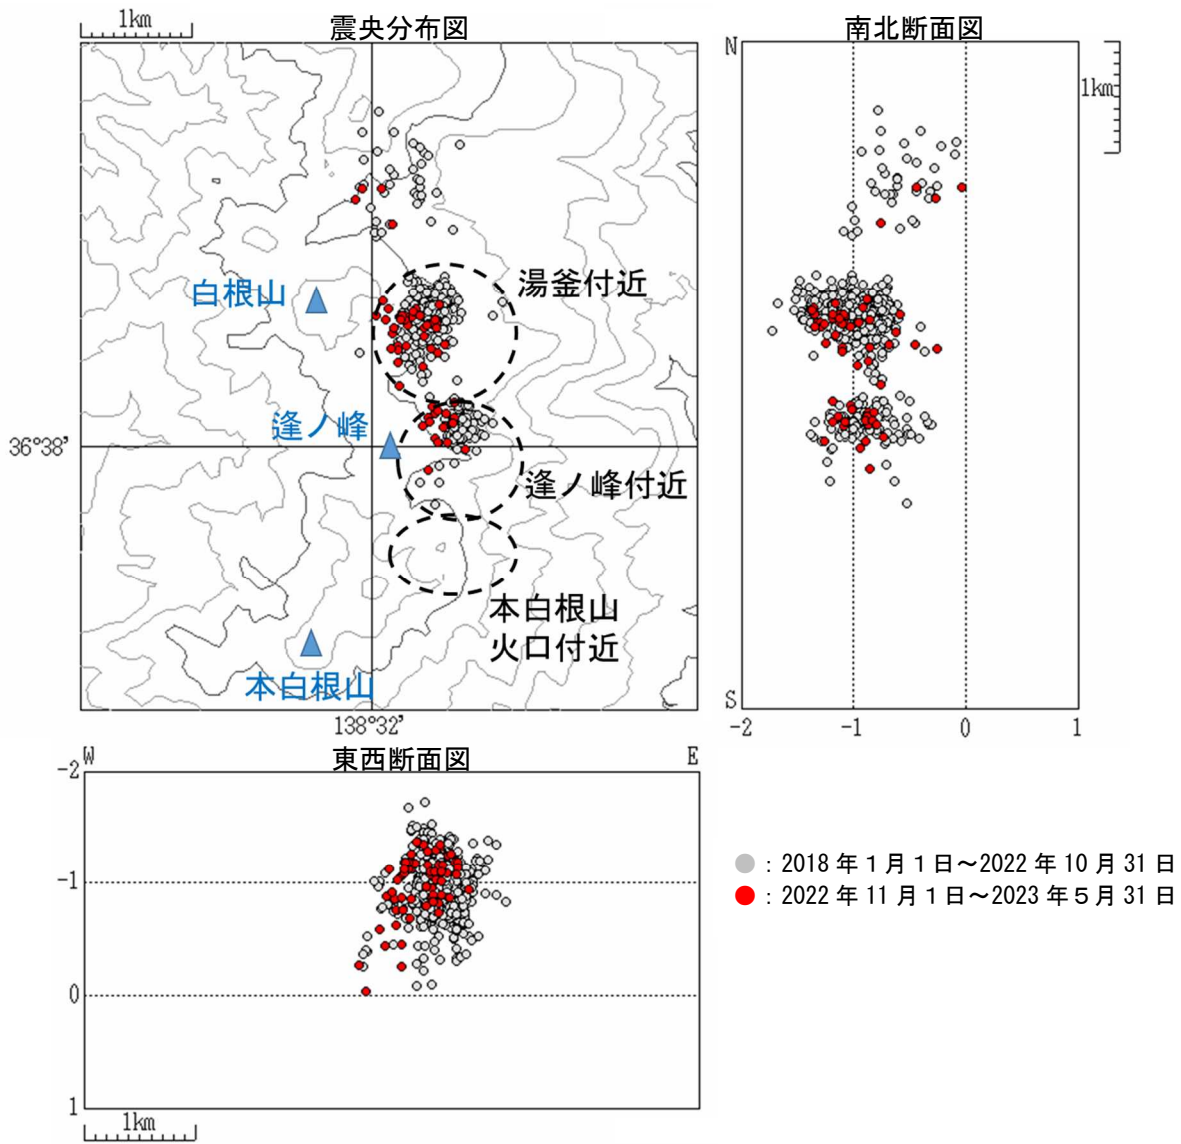 1km
震央分布図
南北断面図
N
1km
白根山
湯釜付近
逢ノ峰
36°38’
逢ノ峰付近
本白根山
火口付近
本白根山
S
138°32’
-2
-1
0
1
W
東西断面図
E
-2
-1
0
1
1km
：2018 年 1 月 1 日～2022 年 10 月 31 日
：2022 年 11 月 1 日～2023 年 5 月 31 日